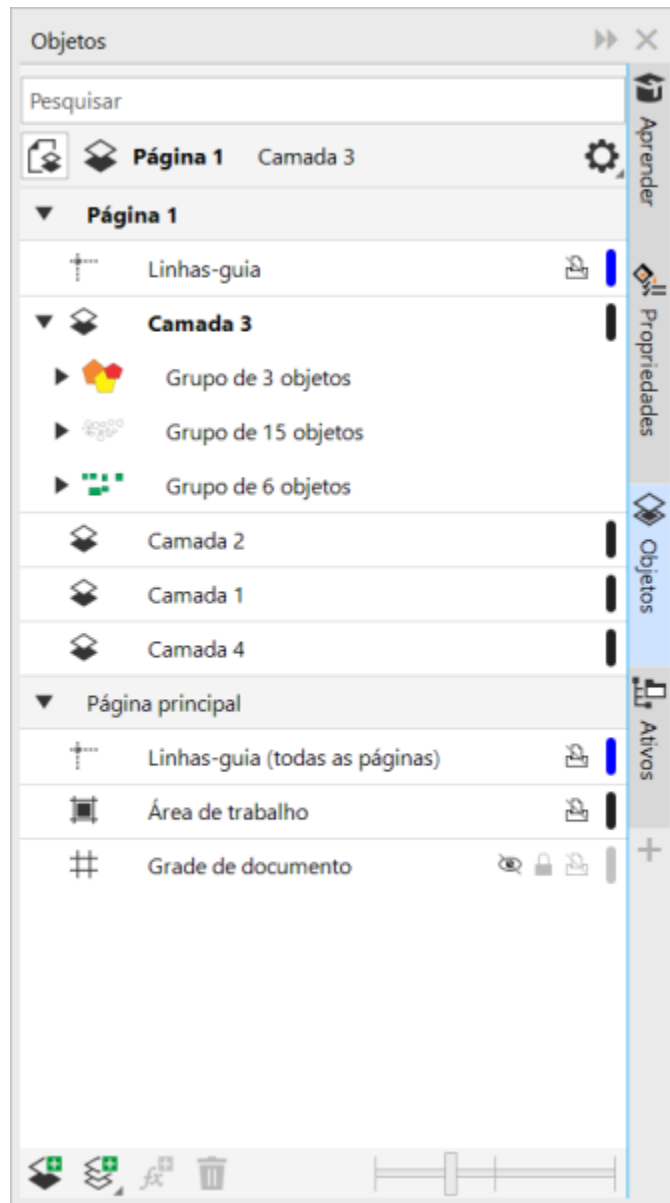 Objetos
Pesquisar
Página 1 Camada 3
Página 1
Linhas-guia
Camada 3
Grupo de 3 objetos
Grupo de 15 objetos
Grupo de 6 objetos
Camada 2
Camada 1
Camada 4
Página principal
Linhas-guia (todas as páginas)
Área de trabalho
Grade de documento
fx
Aprender
Propriedades
Objetos
Ativos